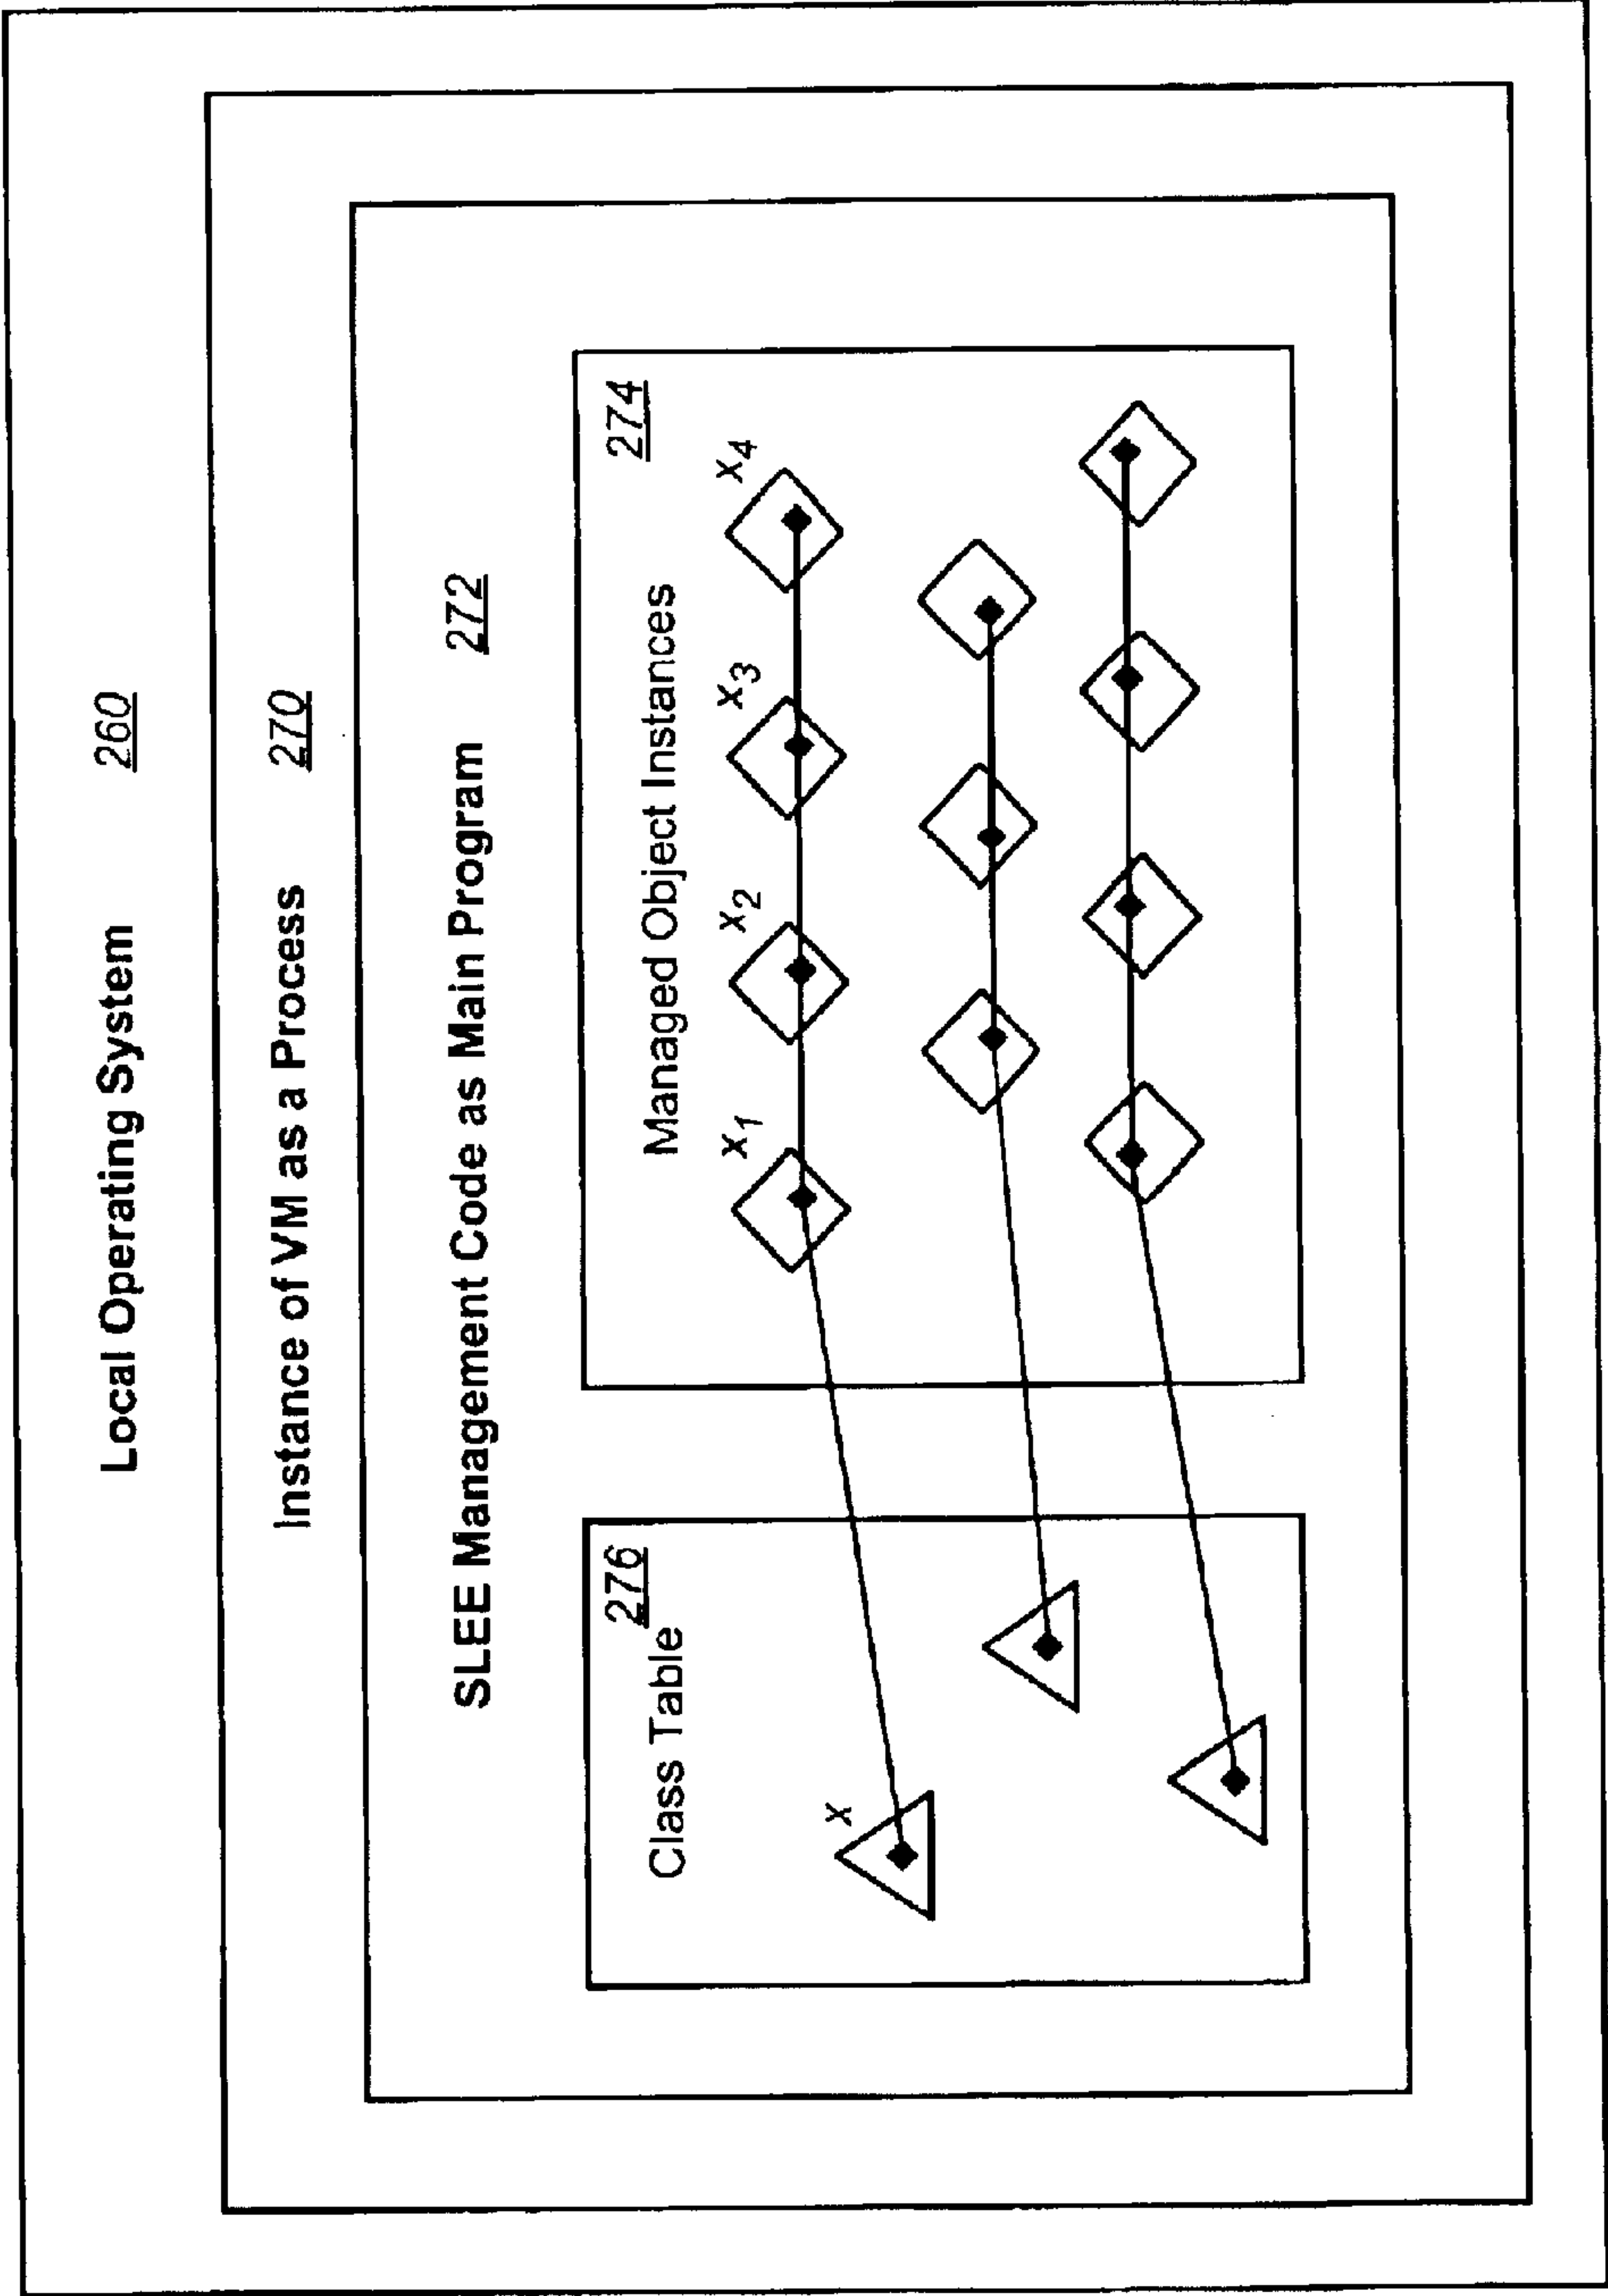 Local Operating System 260
Instance of VM as a Process 270
SLEE Management Code as Main Program 272
276
Class Table
x
274
Managed Object Instances
x1 x2 x3 x4